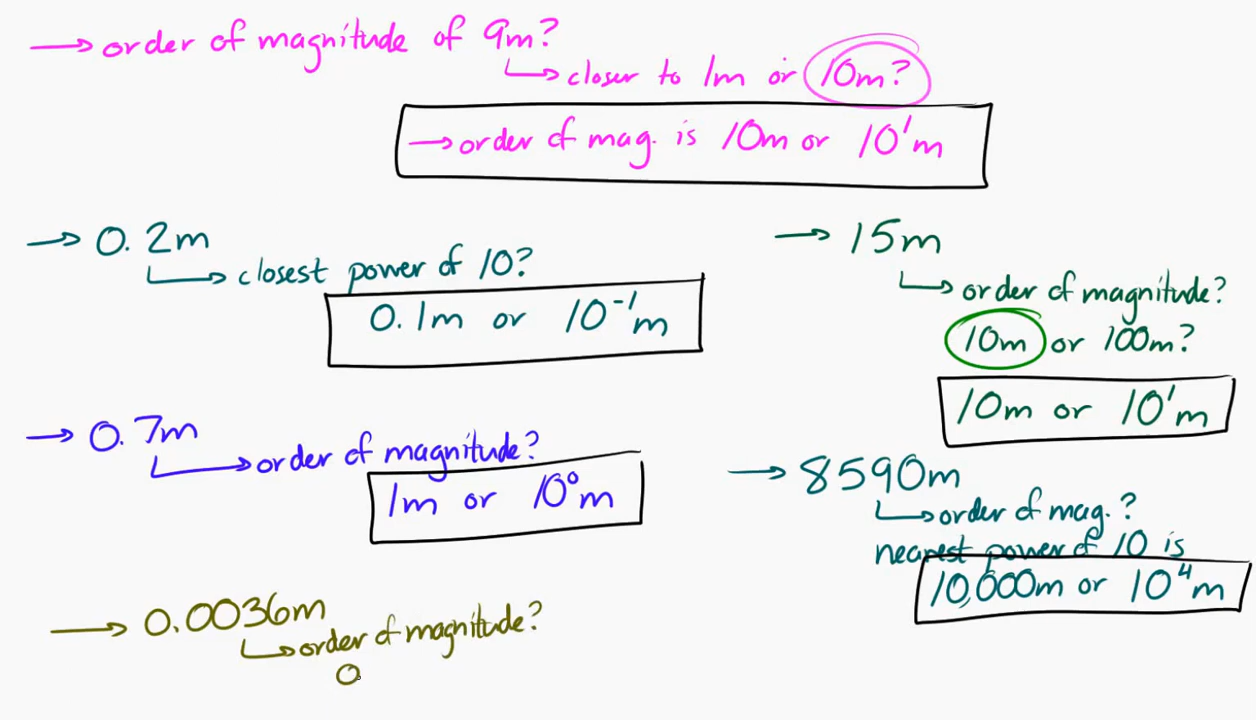 → order of magnitude of 9m?
↳ closer to 1m or 10m?
→ order of mag. is 10m or 10¹m
→ 0.2m
↳ closest power of 10?
0.1m or 10⁻¹m
→ 15m
↳ order of magnitude?
10m or 100m?
10m or 10¹m
→ 0.7m
↳ order of magnitude?
1m or 10⁰m
→ 8590m
↳ order of mag.?
nearest power of 10 is
10,000m or 10⁴m
→ 0.0036m
↳ order of magnitude?
0